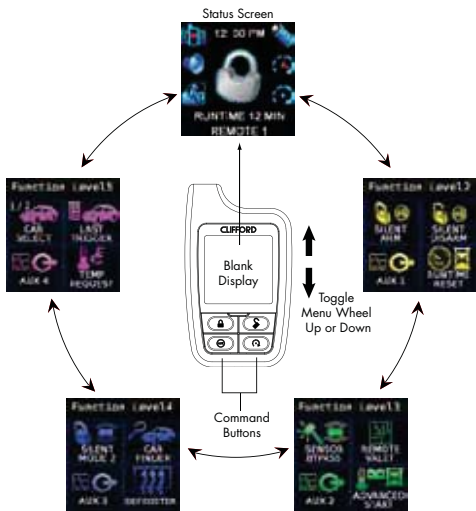 Status Screen
12:00 PM
RUNTIME 12 MIN
REMOTE 1
Function Level5
1/2
CAR
SELECT
LAST
TRIGGER
AUX 4
TEMP
REQUEST
CLIFFORD
Blank
Display
Toggle
Menu Wheel
Up or Down
Function Level2
SILENT
ARM
SILENT
DISARM
AUX 1
RUNTIME
RESET
Function Level4
SILENT
MODE 2
CAR
FINDER
AUX 3
DEFOGGER
Command
Buttons
Function Level3
SENSOR
BYPASS
REMOTE
VALET
AUX 2
ADVANCED
START